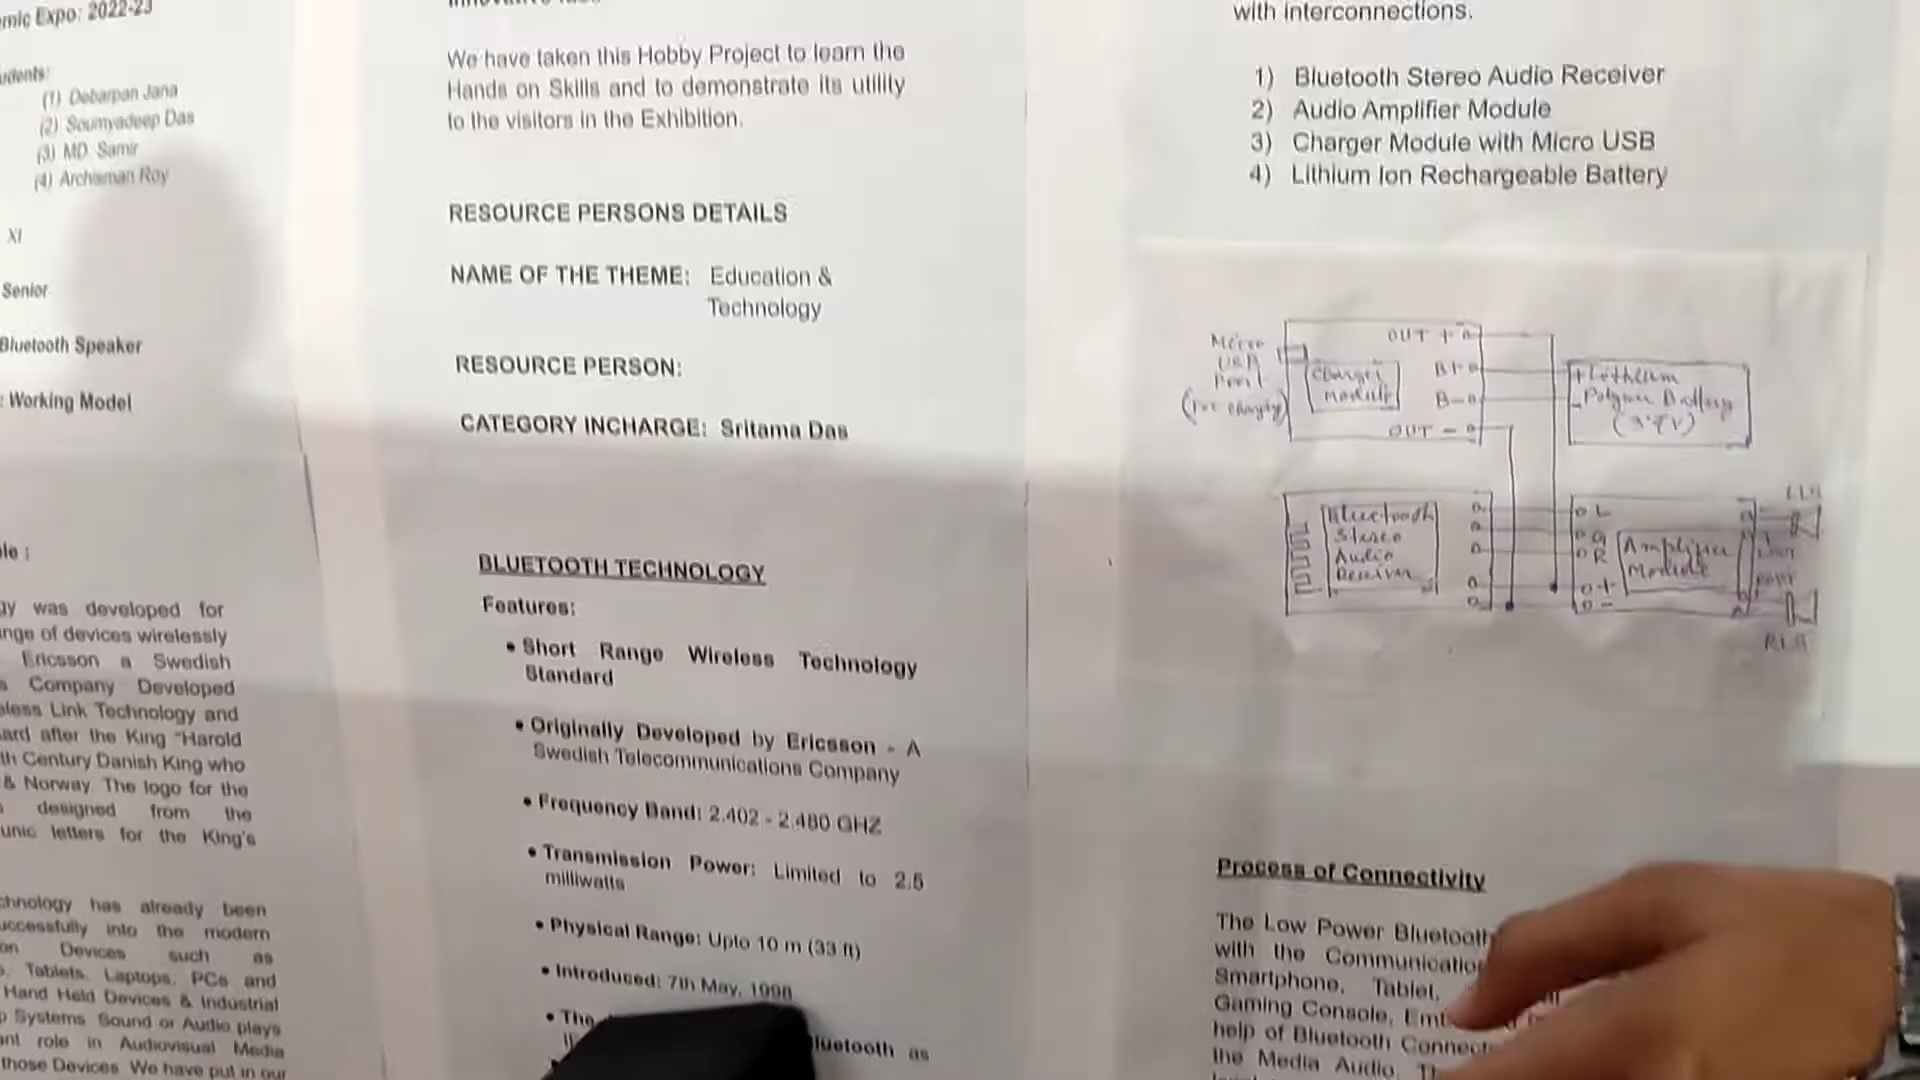 mic Expo: 2022-23
udents:
(1) Debarpan Jana
(2) Soumyadeep Das
(3) MD. Samir
(4) Archisman Roy
XI
Senior
Bluetooth Speaker
: Working Model
ple :
gy was developed for
nge of devices wirelessly
Ericsson a Swedish
s Company Developed
eless Link Technology and
ard after the King "Harold
th Century Danish King who
& Norway. The logo for the
designed from the
unic letters for the King's
chnology has already been
uccessfully into the modern
on Devices such as
s, Tablets, Laptops, PCs and
Hand Held Devices & Industrial
p Systems. Sound or Audio plays
ant role in Audiovisual Media
those Devices. We have put in our
We have taken this Hobby Project to learn the
Hands on Skills and to demonstrate its utility
to the visitors in the Exhibition.
RESOURCE PERSONS DETAILS
NAME OF THE THEME: Education &
Technology
RESOURCE PERSON:
CATEGORY INCHARGE: Sritama Das
BLUETOOTH TECHNOLOGY
Features:
• Short Range Wireless Technology
Standard
• Originally Developed by Ericsson - A
Swedish Telecommunications Company
• Frequency Band: 2.402 - 2.480 GHZ
• Transmission Power: Limited to 2.5
milliwatts
• Physical Range: Upto 10 m (33 ft)
• Introduced: 7th May, 1998
• The
luetooth as
with interconnections.
1) Bluetooth Stereo Audio Receiver
2) Audio Amplifier Module
3) Charger Module with Micro USB
4) Lithium Ion Rechargeable Battery
Micro
USB
Port
(For charging)
Charger
Module
OUT +
B+
B-
OUT -
+ Lithium
- Polymer Battery
Bluetooth
Stereo
Audio
Receiver
L
G
R
+
-
Amplifier
Module
Process of Connectivity
The Low Power Bluetooth
with the Communication
Smartphone, Tablet,
Gaming Console,
help of Bluetooth Connect
the Media Audio.